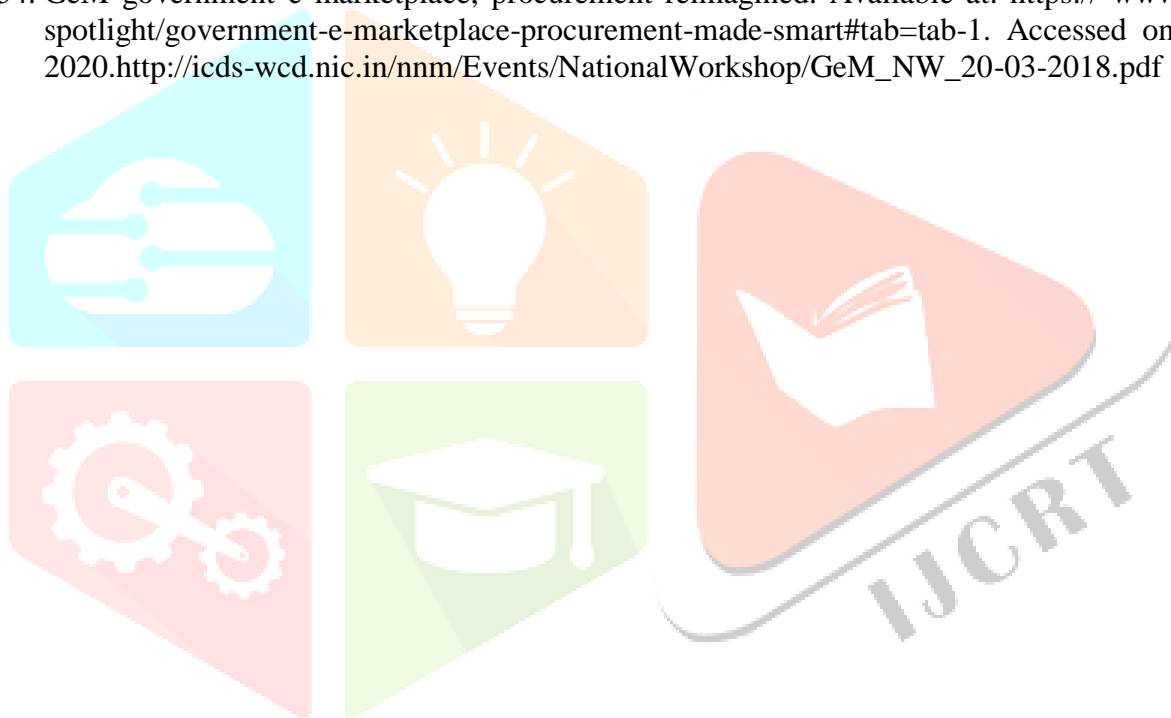 34. GeM government e marketplace, procurement reimagined. Available at: https:// www
spotlight/government-e-marketplace-procurement-made-smart#tab=tab-1. Accessed on
2020.http://icds-wcd.nic.in/nnm/Events/NationalWorkshop/GeM_NW_20-03-2018.pdf
IJCRT